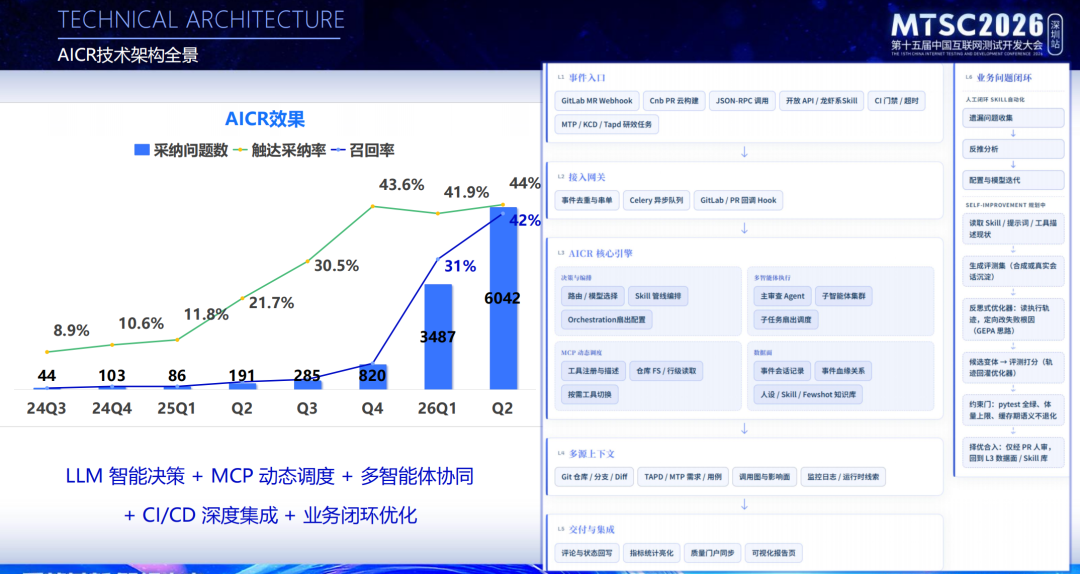 TECHNICAL ARCHITECTURE
AICR技术架构全景
MTSC2026
深圳站
第十五届中国互联网测试开发大会
THE 15TH CHINA INTERNET TESTING AND DEVELOPMENT CONFERENCE 2026
AICR效果
采纳问题数 触达采纳率 召回率
8.9%
10.6%
11.8%
21.7%
30.5%
43.6%
41.9%
44%
31%
42%
44
103
86
191
285
820
3487
6042
24Q3
24Q4
25Q1
Q2
Q3
Q4
26Q1
Q2
LLM 智能决策 + MCP 动态调度 + 多智能体协同
+ CI/CD 深度集成 + 业务闭环优化
L1 事件入口
GitLab MR Webhook
Cnb PR 云构建
JSON-RPC 调用
开放 API / 龙虾系Skill
CI 门禁 / 超时
MTP / KCD / Tapd 研效任务
L2 接入网关
事件去重与串单
Celery 异步队列
GitLab / PR 回调 Hook
L3 AICR 核心引擎
决策与编排
路由 / 模型选择
Skill 管线编排
Orchestration扇出配置
多智能体执行
主审查 Agent
子智能体集群
子任务扇出调度
MCP 动态调度
工具注册与描述
仓库 FS / 行级读取
按需工具切换
数据面
事件会话记录
事件血缘关系
人设 / Skill / Fewshot 知识库
L4 多源上下文
Git 仓库 / 分支 / Diff
TAPD / MTP 需求 / 用例
调用图与影响面
监控日志 / 运行时线索
L5 交付与集成
评论与状态回写
指标统计亮化
质量门户同步
可视化报告页
L6 业务问题闭环
人工闭环 SKILL自动化
遗漏问题收集
反推分析
配置与模型迭代
SELF-IMPROVEMENT 规划中
读取 Skill / 提示词 / 工具描
述现状
生成评测集（合成或真实会
话沉淀）
反思式优化器：读执行轨
迹，定向改失败根因
（GEPA 思路）
候选变体 → 评测打分（轨
迹回灌优化器）
约束门：pytest 全绿、体
量上限、缓存期语义不退化
择优合入：仅经 PR 人审，
回到 L3 数据面 / Skill 库